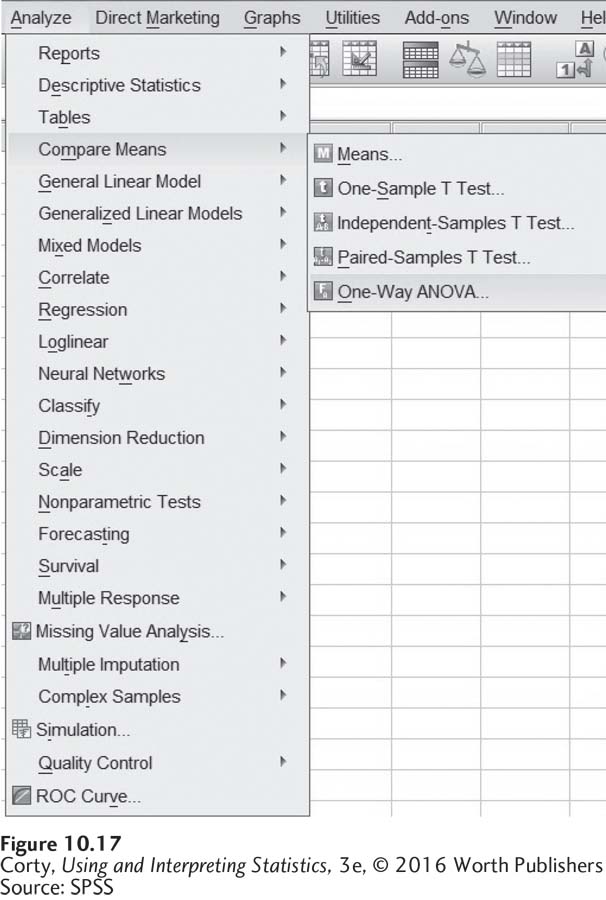 Analyze Direct Marketing Graphs Utilities Add-ons Window Hel
Reports
Descriptive Statistics
Tables
Compare Means
General Linear Model
Generalized Linear Models
Mixed Models
Correlate
Regression
Loglinear
Neural Networks
Classify
Dimension Reduction
Scale
Nonparametric Tests
Forecasting
Survival
Multiple Response
Missing Value Analysis...
Multiple Imputation
Complex Samples
Simulation...
Quality Control
ROC Curve...
Means...
One-Sample T Test...
Independent-Samples T Test...
Paired-Samples T Test...
One-Way ANOVA...
Figure 10.17
Corty, Using and Interpreting Statistics, 3e, © 2016 Worth Publishers
Source: SPSS